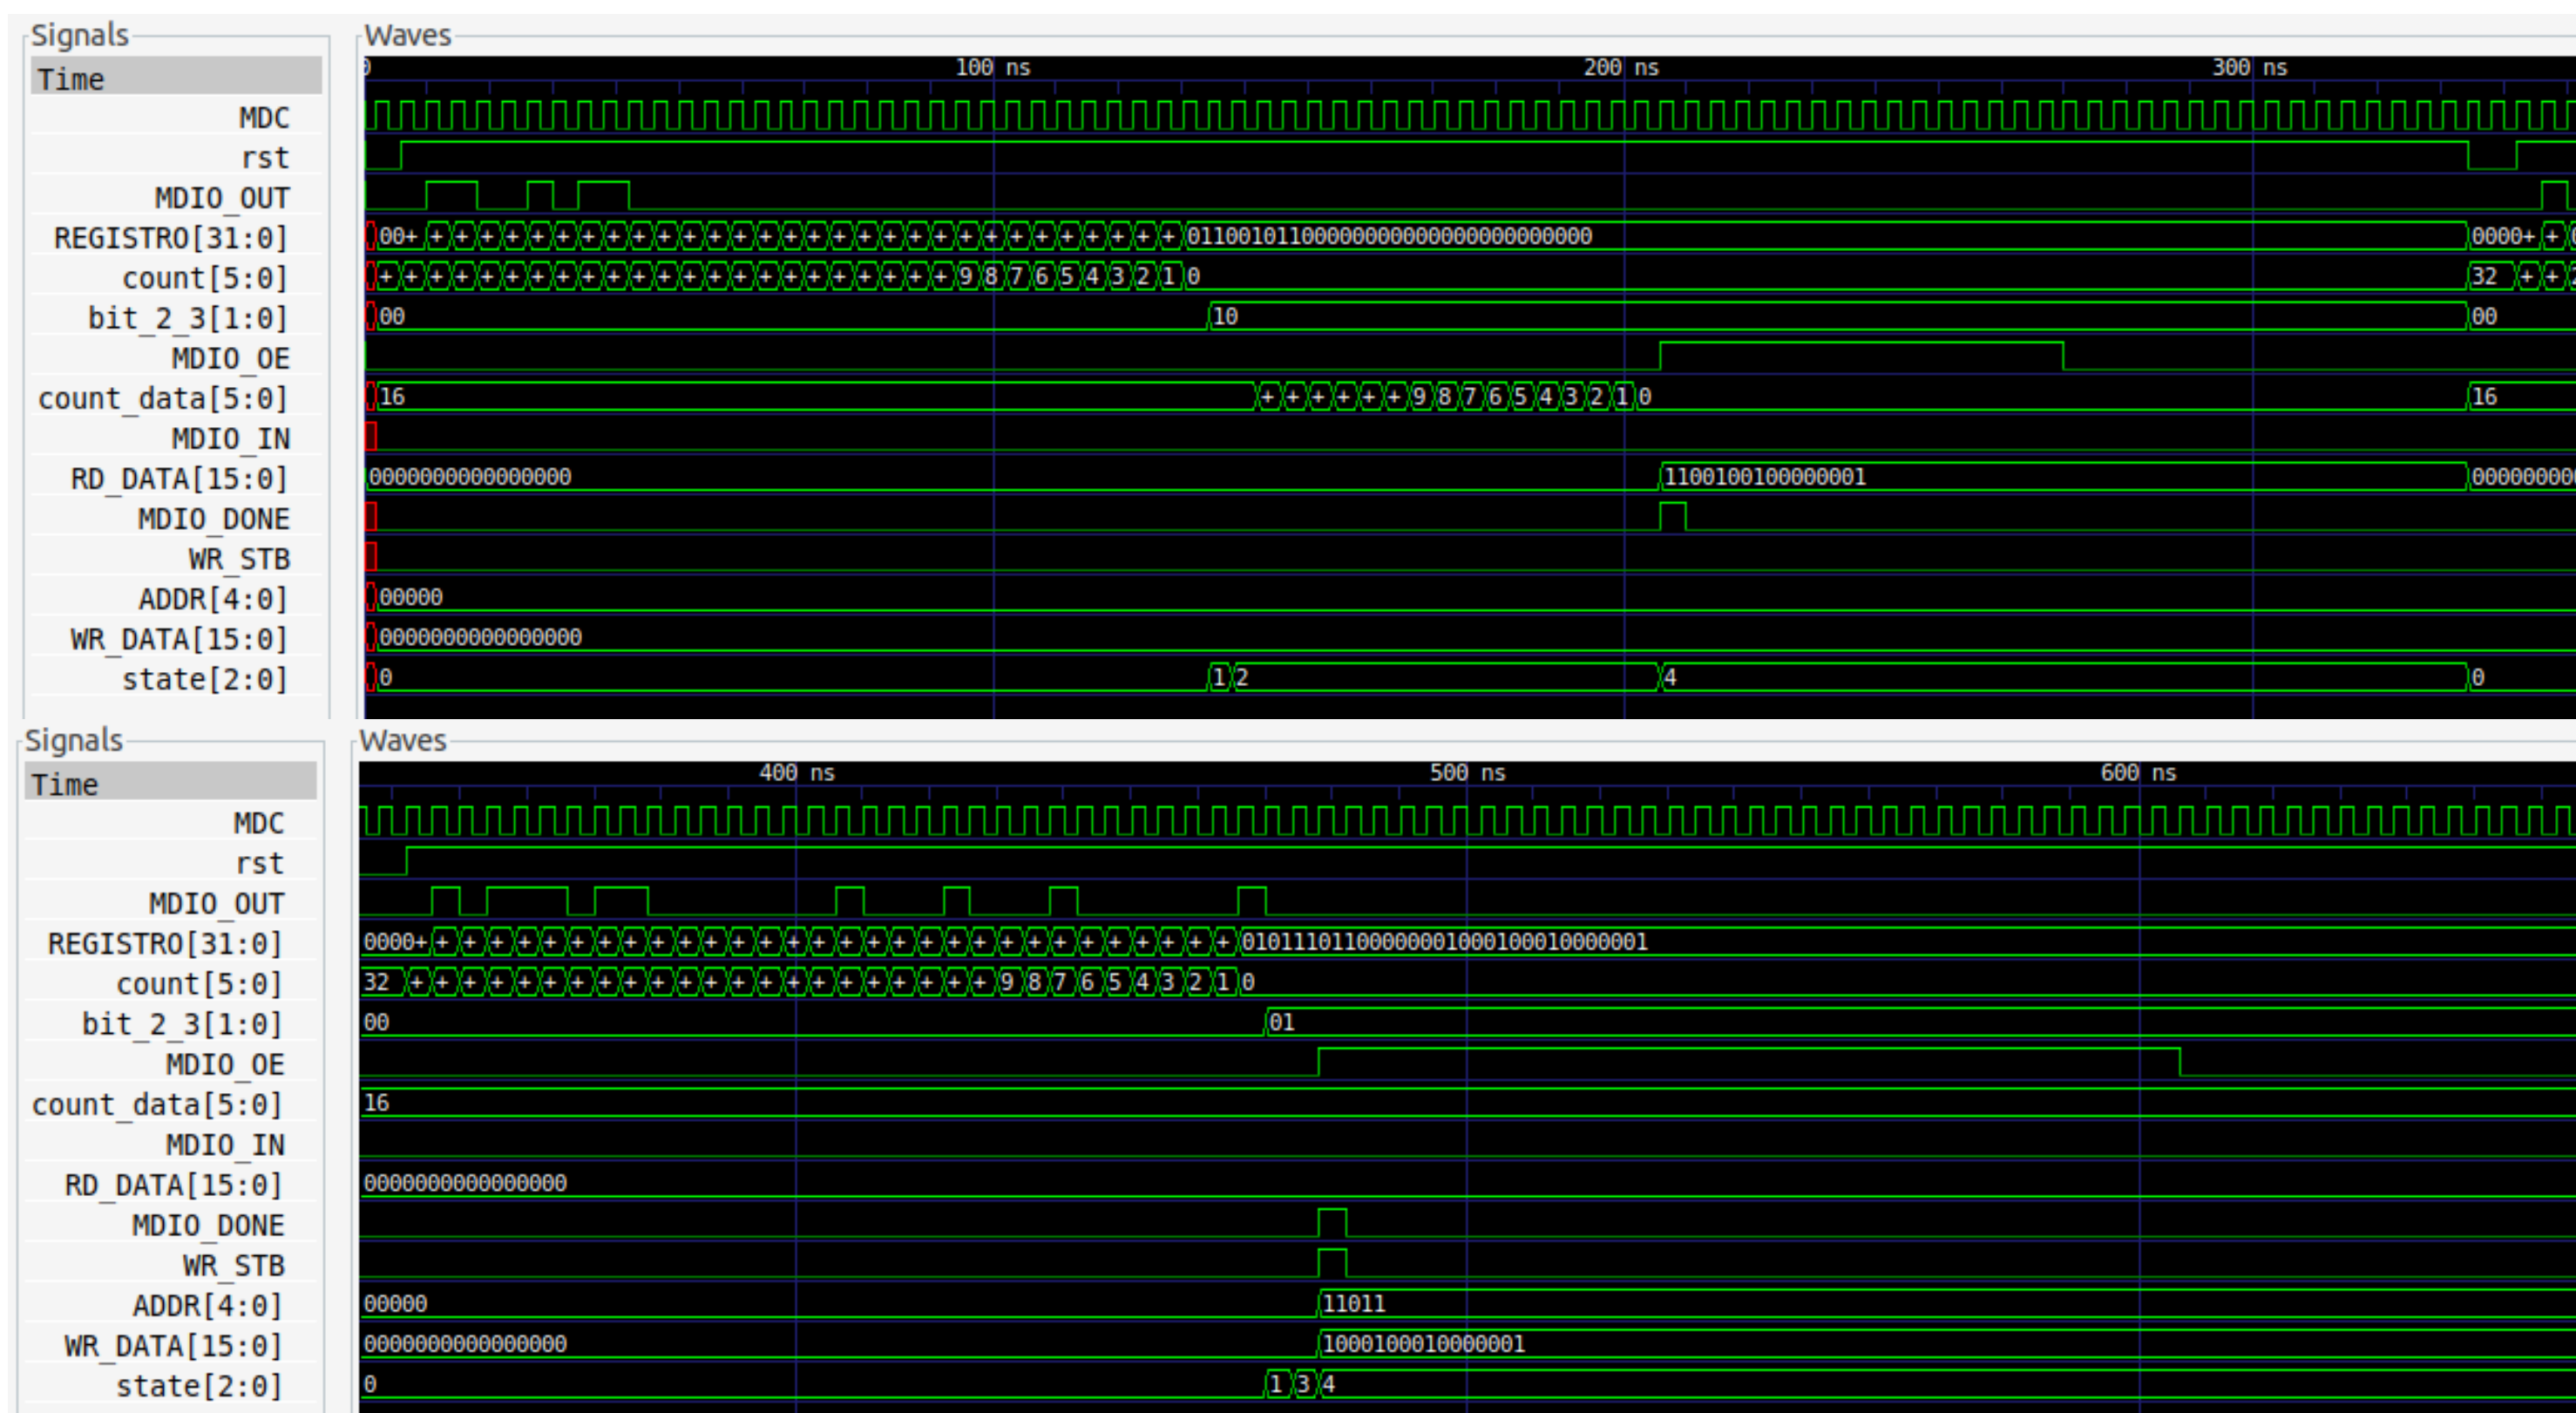 Signals Waves
Time 0 100 ns 200 ns 300 ns
MDC
rst
MDIO_OUT
REGISTRO[31:0] 00+ + + + + + + + + + + + + + + + + + + + + + + + + + + + + + + 01100101100000000000000000000000 0000+ +
count[5:0] + + + + + + + + + + + + + + + + + + + + + + + 9 8 7 6 5 4 3 2 1 0 32 + +
bit_2_3[1:0] 00 10 00
MDIO_OE
count_data[5:0] 16 + + + + + + 9 8 7 6 5 4 3 2 1 0 16
MDIO_IN
RD_DATA[15:0] 0000000000000000 1100100100000001 000000000
MDIO_DONE
WR_STB
ADDR[4:0] 00000
WR_DATA[15:0] 0000000000000000
state[2:0] 0 1 2 4 0
Signals Waves
Time 400 ns 500 ns 600 ns
MDC
rst
MDIO_OUT
REGISTRO[31:0] 0000+ + + + + + + + + + + + + + + + + + + + + + + + + + + + + + + 01011101100000001000100010000001
count[5:0] 32 + + + + + + + + + + + + + + + + + + + + + + 9 8 7 6 5 4 3 2 1 0
bit_2_3[1:0] 00 01
MDIO_OE
count_data[5:0] 16
MDIO_IN
RD_DATA[15:0] 0000000000000000
MDIO_DONE
WR_STB
ADDR[4:0] 00000 11011
WR_DATA[15:0] 0000000000000000 1000100010000001
state[2:0] 0 1 3 4